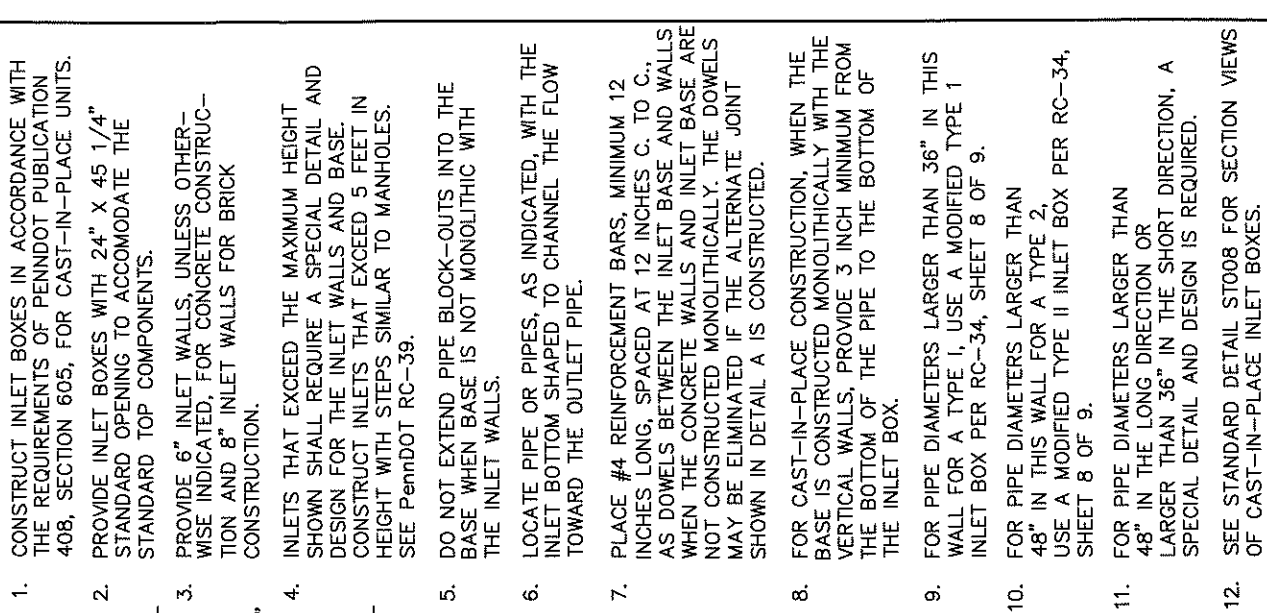 1. CONSTRUCT INLET BOXES IN ACCORDANCE WITH
THE REQUIREMENTS OF PENNDOT PUBLICATION
408, SECTION 605, FOR CAST-IN-PLACE UNITS.
2. PROVIDE INLET BOXES WITH 24" X 45 1/4"
STANDARD OPENING TO ACCOMODATE THE
STANDARD TOP COMPONENTS.
3. PROVIDE 6" INLET WALLS, UNLESS OTHER-
WISE INDICATED, FOR CONCRETE CONSTRUC-
TION AND 8" INLET WALLS FOR BRICK
CONSTRUCTION.
4. INLETS THAT EXCEED THE MAXIMUM HEIGHT
SHOWN SHALL REQUIRE A SPECIAL DETAIL AND
DESIGN FOR THE INLET WALLS AND BASE.
CONSTRUCT INLETS THAT EXCEED 5 FEET IN
HEIGHT WITH STEPS SIMILAR TO MANHOLES.
SEE PennDOT RC-39.
5. DO NOT EXTEND PIPE BLOCK-OUTS INTO THE
BASE WHEN BASE IS NOT MONOLITHIC WITH
THE INLET WALLS.
6. LOCATE PIPE OR PIPES, AS INDICATED, WITH THE
INLET BOTTOM SHAPED TO CHANNEL THE FLOW
TOWARD THE OUTLET PIPE.
7. PLACE #4 REINFORCEMENT BARS, MINIMUM 12
INCHES LONG, SPACED AT 12 INCHES C. TO C.,
AS DOWELS BETWEEN THE INLET BASE AND WALLS
WHEN THE CONCRETE WALLS AND INLET BASE ARE
NOT CONSTRUCTED MONOLITHICALLY. THE DOWELS
MAY BE ELIMINATED IF THE ALTERNATE JOINT
SHOWN IN DETAIL A IS CONSTRUCTED.
8. FOR CAST-IN-PLACE CONSTRUCTION, WHEN THE
BASE IS CONSTRUCTED MONOLITHICALLY WITH THE
VERTICAL WALLS, PROVIDE 3 INCH MINIMUM FROM
THE BOTTOM OF THE PIPE TO THE BOTTOM OF
THE INLET BOX.
9. FOR PIPE DIAMETERS LARGER THAN 36" IN THIS
WALL FOR A TYPE I, USE A MODIFIED TYPE 1
INLET BOX PER RC-34, SHEET 8 OF 9.
10. FOR PIPE DIAMETERS LARGER THAN
48" IN THIS WALL FOR A TYPE 2,
USE A MODIFIED TYPE II INLET BOX PER RC-34,
SHEET 8 OF 9.
11. FOR PIPE DIAMETERS LARGER THAN
48" IN THE LONG DIRECTION OR
LARGER THAN 36" IN THE SHORT DIRECTION, A
SPECIAL DETAIL AND DESIGN IS REQUIRED.
12. SEE STANDARD DETAIL ST008 FOR SECTION VIEWS
OF CAST-IN-PLACE INLET BOXES.